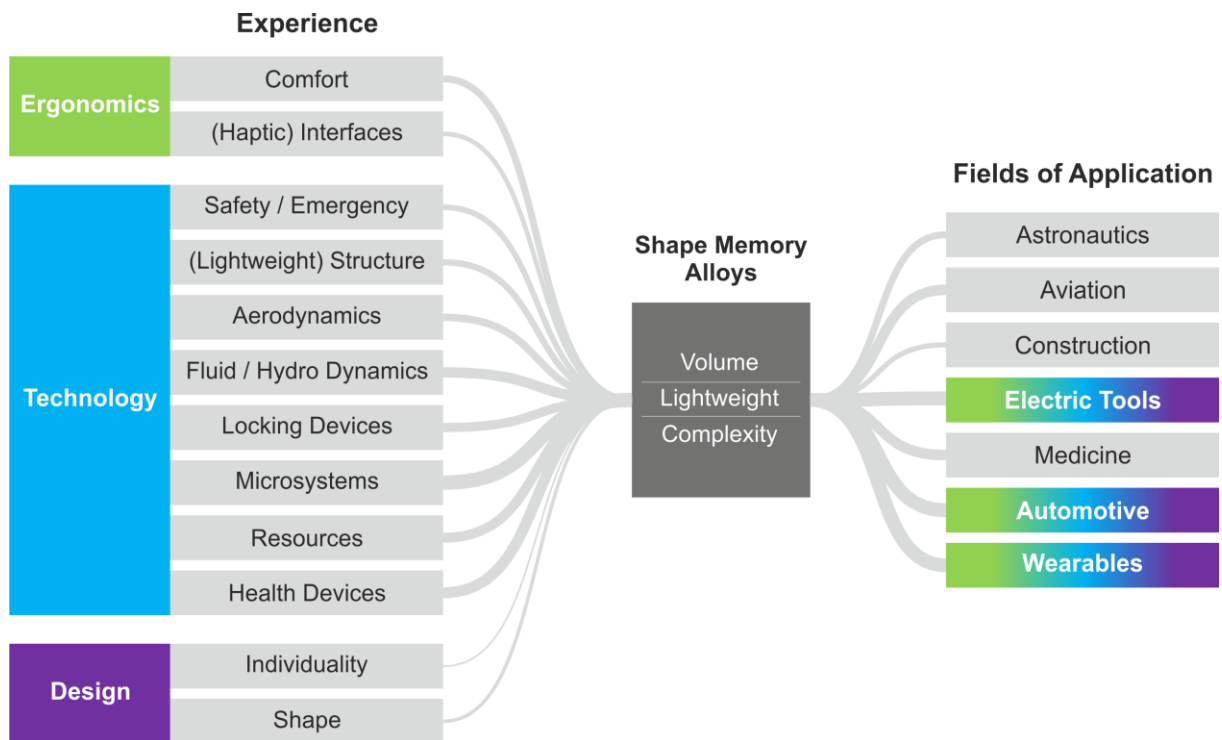 Experience
Ergonomics
Comfort
(Haptic) Interfaces
Technology
Safety / Emergency
(Lightweight) Structure
Aerodynamics
Fluid / Hydro Dynamics
Locking Devices
Microsystems
Resources
Health Devices
Design
Individuality
Shape
Shape Memory
Alloys
Volume
Lightweight
Complexity
Fields of Application
Astronautics
Aviation
Construction
Electric Tools
Medicine
Automotive
Wearables